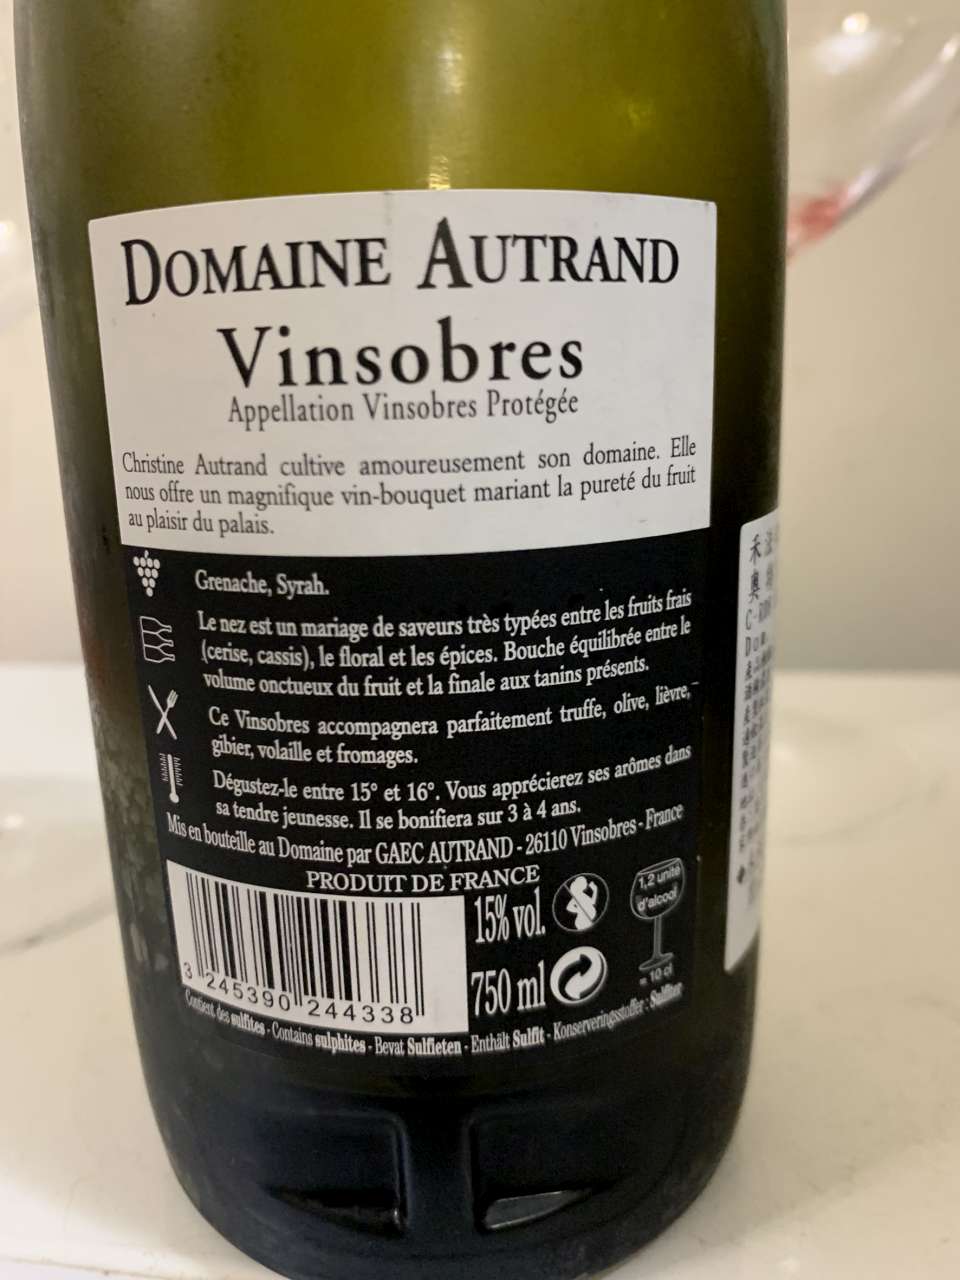 DOMAINE AUTRAND
Vinsobres
Appellation Vinsobres Protégée
Christine Autrand cultive amoureusement son domaine. Elle
nous offre un magnifique vin-bouquet mariant la pureté du fruit
au plaisir du palais.
Grenache, Syrah.
Le nez est un mariage de saveurs très typées entre les fruits frais
(cerise, cassis), le floral et les épices. Bouche équilibrée entre le
volume onctueux du fruit et la finale aux tanins présents.
Ce Vinsobres accompagnera parfaitement truffe, olive, lièvre,
gibier, volaille et fromages.
Dégustez-le entre 15° et 16°. Vous apprécierez ses arômes dans
sa tendre jeunesse. Il se bonifiera sur 3 à 4 ans.
Mis en bouteille au Domaine par GAEC AUTRAND - 26110 Vinsobres - France
PRODUIT DE FRANCE
15% vol.
1,2 unité
d'alcool
10 cl
750 ml
3 245390 244338
Contient des sulfites - Contains sulphites - Bevat Sulfieten - Enthält Sulfit - Konserveringsstoffer : Sulfiter
禾
奧
C-
Do